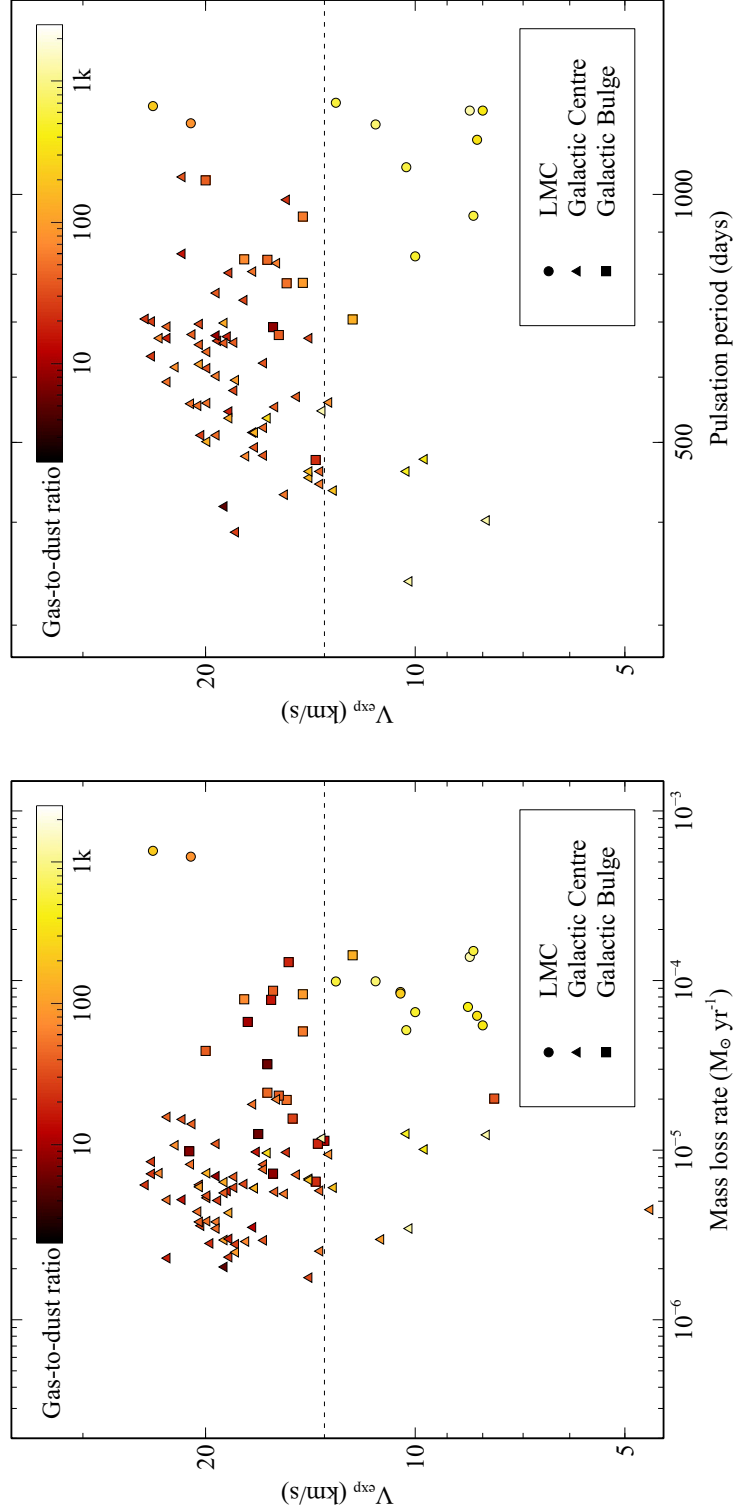 Gas-to-dust ratio
10
100
1k
20
10
5
V_exp (km/s)
10⁻⁶
10⁻⁵
10⁻⁴
10⁻³
Mass loss rate (M⊙ yr⁻¹)
LMC
Galactic Centre
Galactic Bulge
Gas-to-dust ratio
10
100
1k
20
10
5
V_exp (km/s)
500
1000
Pulsation period (days)
LMC
Galactic Centre
Galactic Bulge